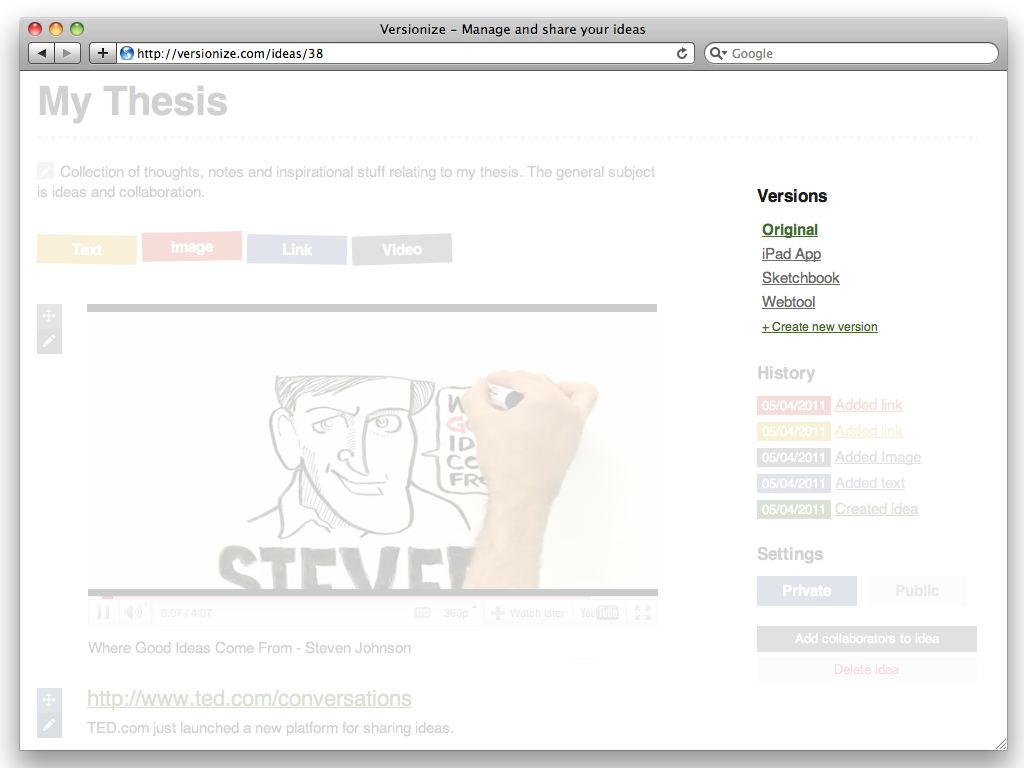 Versionize – Manage and share your ideas
http://versionize.com/ideas/38
Google
My Thesis
Collection of thoughts, notes and inspirational stuff relating to my thesis. The general subject
is ideas and collaboration.
Text Image Link Video
STEVEN
0:07 / 4:07 CC 360p Watch later YouTube
Where Good Ideas Come From - Steven Johnson
http://www.ted.com/conversations
TED.com just launched a new platform for sharing ideas.
Versions
Original
iPad App
Sketchbook
Webtool
+ Create new version
History
05/04/2011 Added link
05/04/2011 Added link
05/04/2011 Added Image
05/04/2011 Added text
05/04/2011 Created idea
Settings
Private Public
Add collaborators to idea
Delete idea